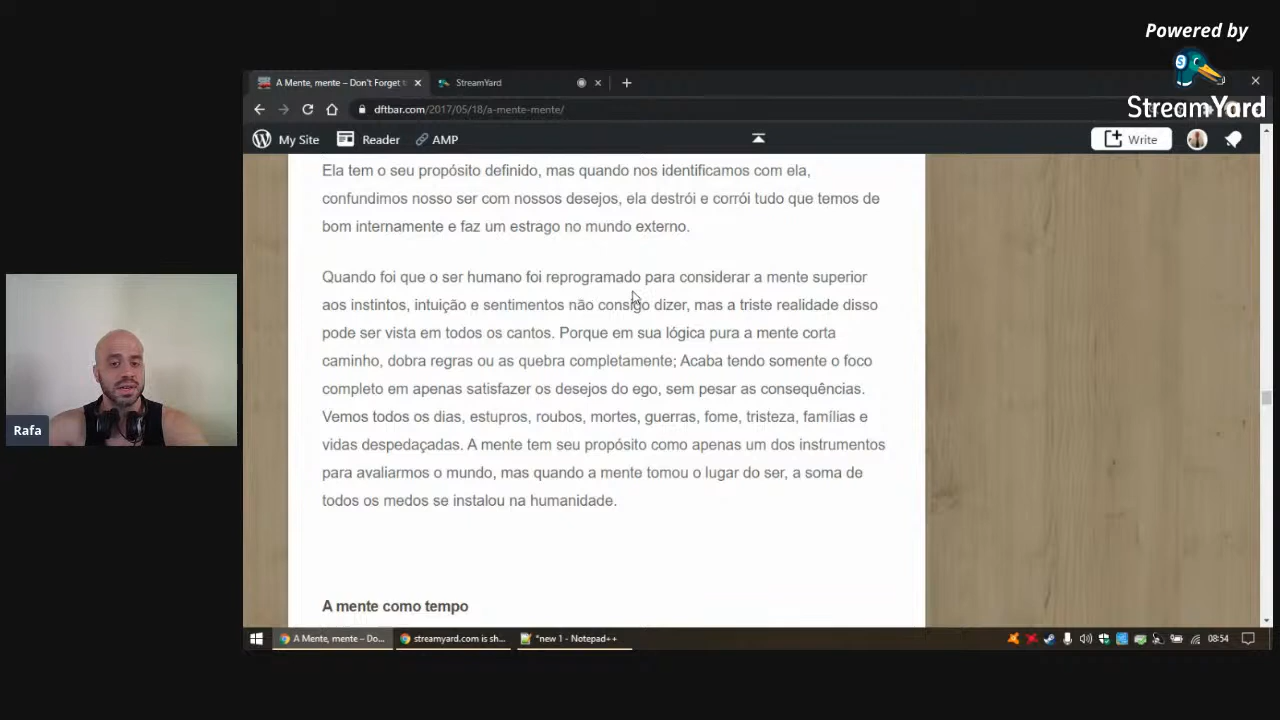 Powered by
StreamYard
A Mente, mente – Don't Forget
StreamYard
dftbar.com/2017/05/18/a-mente-mente/
My Site
Reader
AMP
Write
Ela tem o seu propósito definido, mas quando nos identificamos com ela,
confundimos nosso ser com nossos desejos, ela destrói e corrói tudo que temos de
bom internamente e faz um estrago no mundo externo.
Quando foi que o ser humano foi reprogramado para considerar a mente superior
aos instintos, intuição e sentimentos não consigo dizer, mas a triste realidade disso
pode ser vista em todos os cantos. Porque em sua lógica pura a mente corta
caminho, dobra regras ou as quebra completamente; Acaba tendo somente o foco
completo em apenas satisfazer os desejos do ego, sem pesar as consequências.
Vemos todos os dias, estupros, roubos, mortes, guerras, fome, tristeza, famílias e
vidas despedaçadas. A mente tem seu propósito como apenas um dos instrumentos
para avaliarmos o mundo, mas quando a mente tomou o lugar do ser, a soma de
todos os medos se instalou na humanidade.
A mente como tempo
Rafa
A Mente, mente – Do...
streamyard.com is sh...
*new 1 - Notepad++
08:54